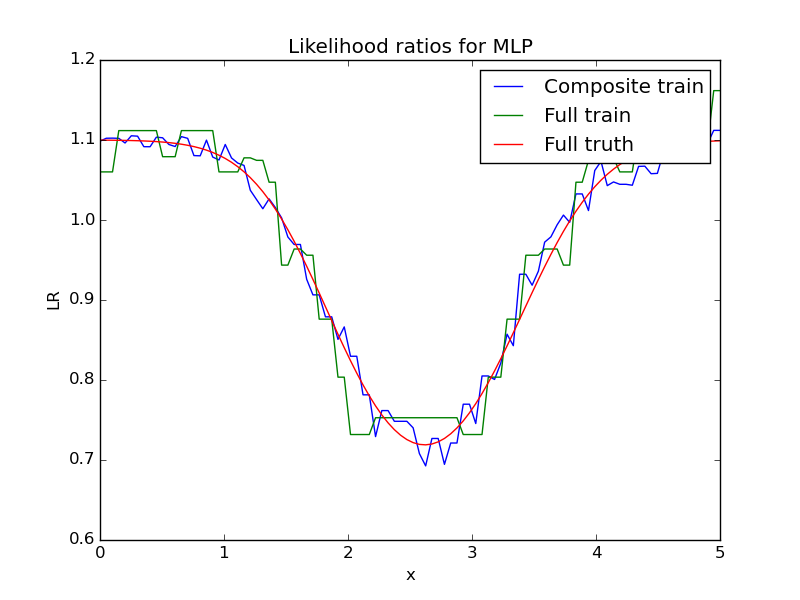 Likelihood ratios for MLP
Composite train
Full train
Full truth
1.2
1.1
1.0
0.9
0.8
0.7
0.6
LR
0 1 2 3 4 5
x